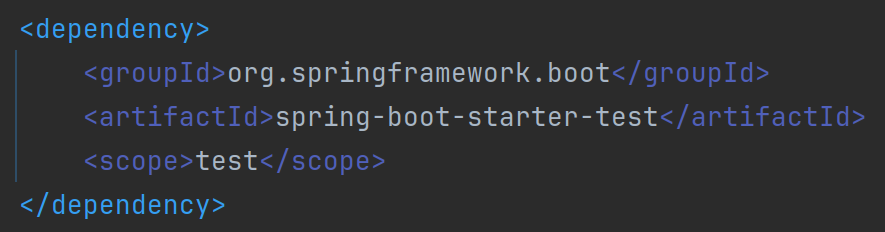 <dependency>
    <groupId>org.springframework.boot</groupId>
    <artifactId>spring-boot-starter-test</artifactId>
    <scope>test</scope>
</dependency>